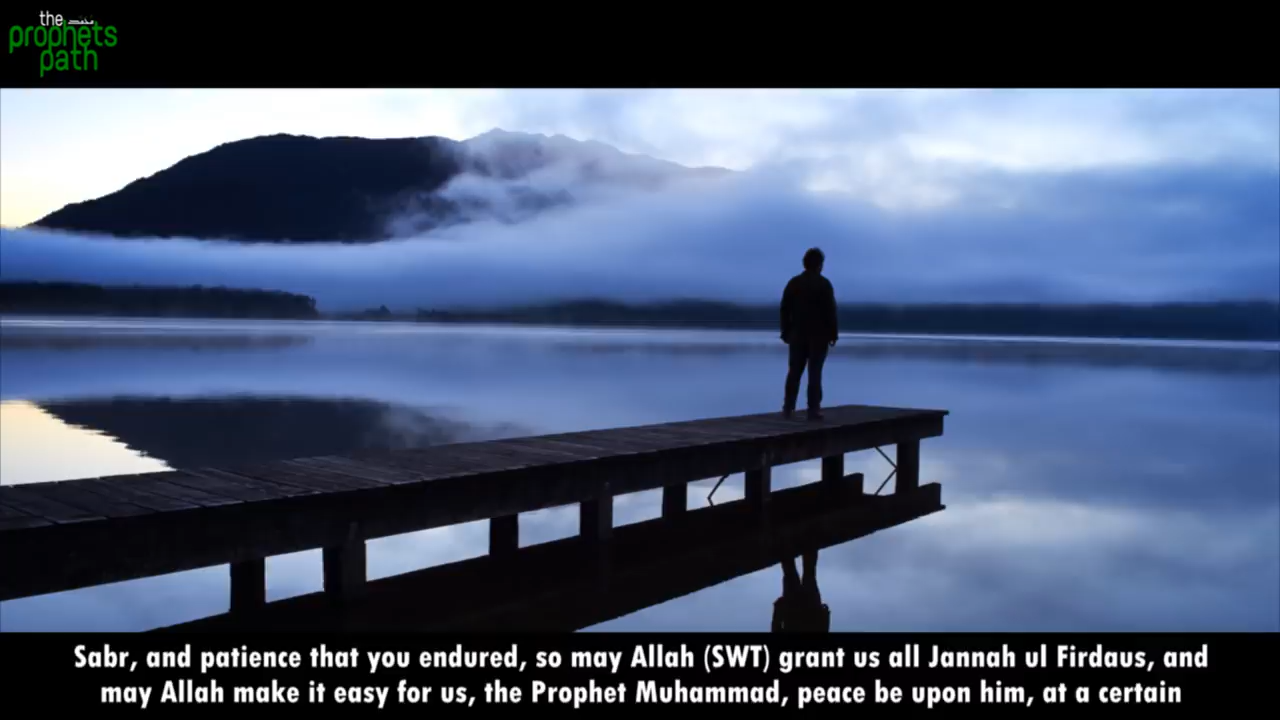 the محمد
prophets
path
Sabr, and patience that you endured, so may Allah (SWT) grant us all Jannah ul Firdaus, and
may Allah make it easy for us, the Prophet Muhammad, peace be upon him, at a certain